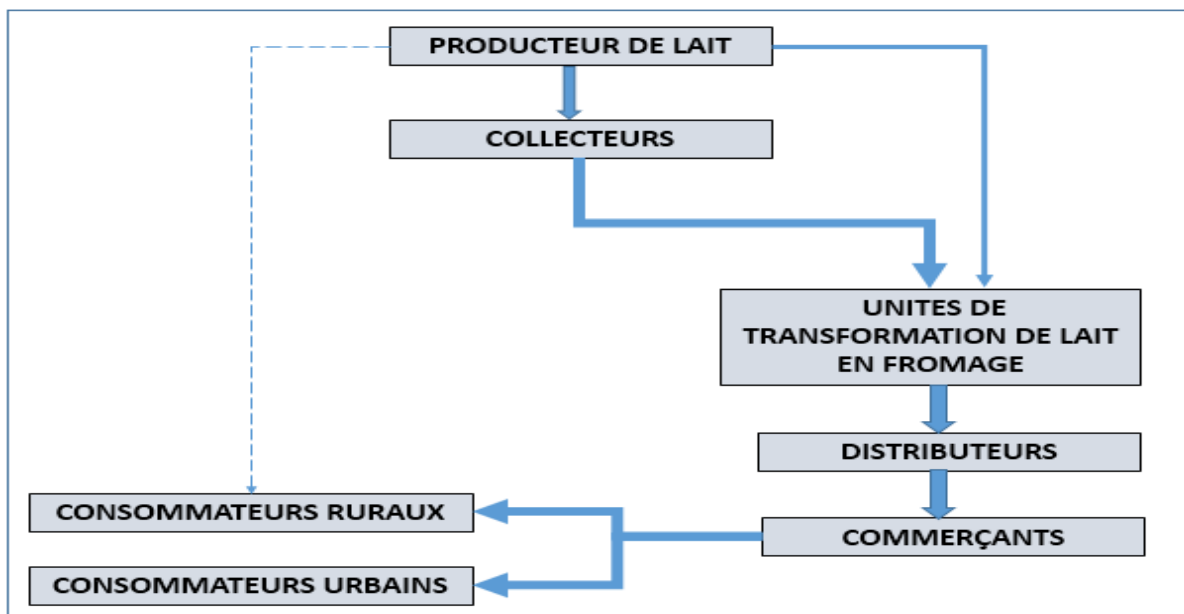 PRODUCTEUR DE LAIT
COLLECTEURS
UNITES DE
TRANSFORMATION DE LAIT
EN FROMAGE
DISTRIBUTEURS
CONSOMMATEURS RURAUX
COMMERÇANTS
CONSOMMATEURS URBAINS